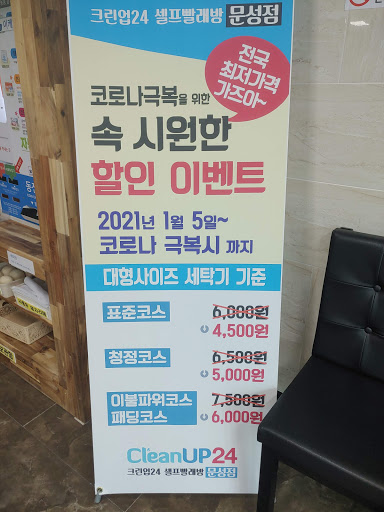 크린업24 셀프빨래방 문성점
전국
최저가격
가즈아~
코로나극복을 위한
속 시원한
할인 이벤트
2021년 1월 5일~
코로나 극복시 까지
대형사이즈 세탁기 기준
표준코스 6,000원
4,500원
청정코스 6,500원
5,000원
이불파워코스 7,500원
패딩코스 6,000원
CleanUP24
크린업24 셀프빨래방 문성점